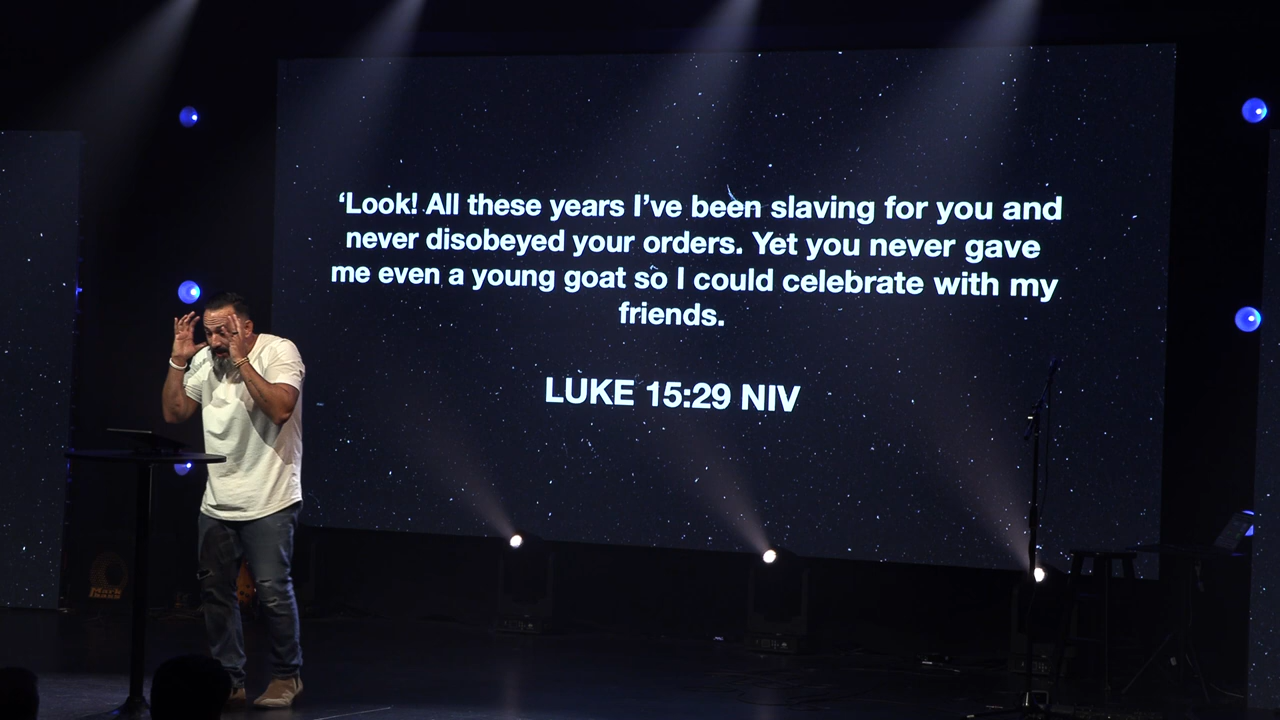 ‘Look! All these years I’ve been slaving for you and
never disobeyed your orders. Yet you never gave
me even a young goat so I could celebrate with my
friends.
LUKE 15:29 NIV